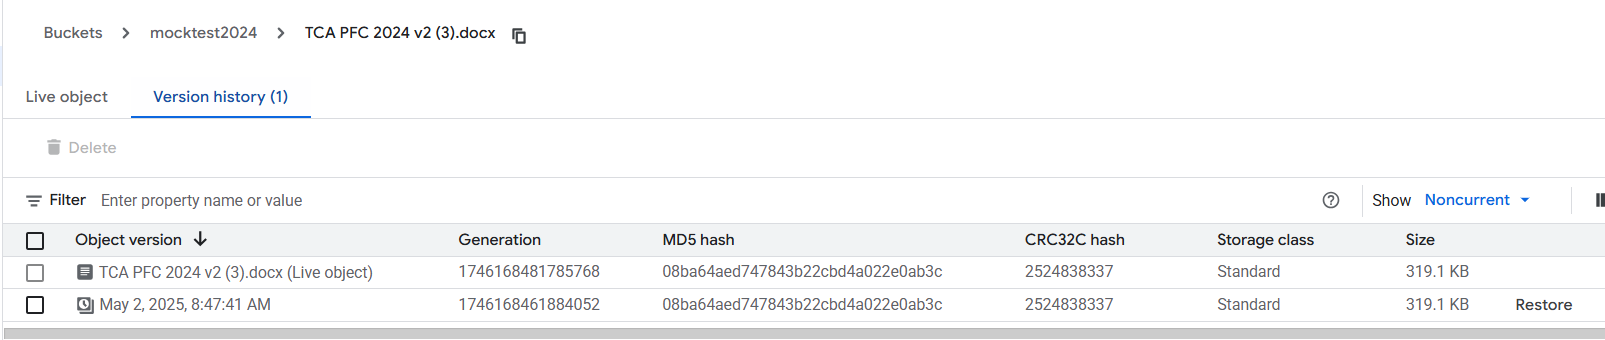 Buckets > mocktest2024 > TCA PFC 2024 v2 (3).docx
Live object Version history (1)
Delete
Filter Enter property name or value Show Noncurrent
Object version Generation MD5 hash CRC32C hash Storage class Size
TCA PFC 2024 v2 (3).docx (Live object) 1746168481785768 08ba64aed747843b22cbd4a022e0ab3c 2524838337 Standard 319.1 KB
May 2, 2025, 8:47:41 AM 1746168461884052 08ba64aed747843b22cbd4a022e0ab3c 2524838337 Standard 319.1 KB Restore